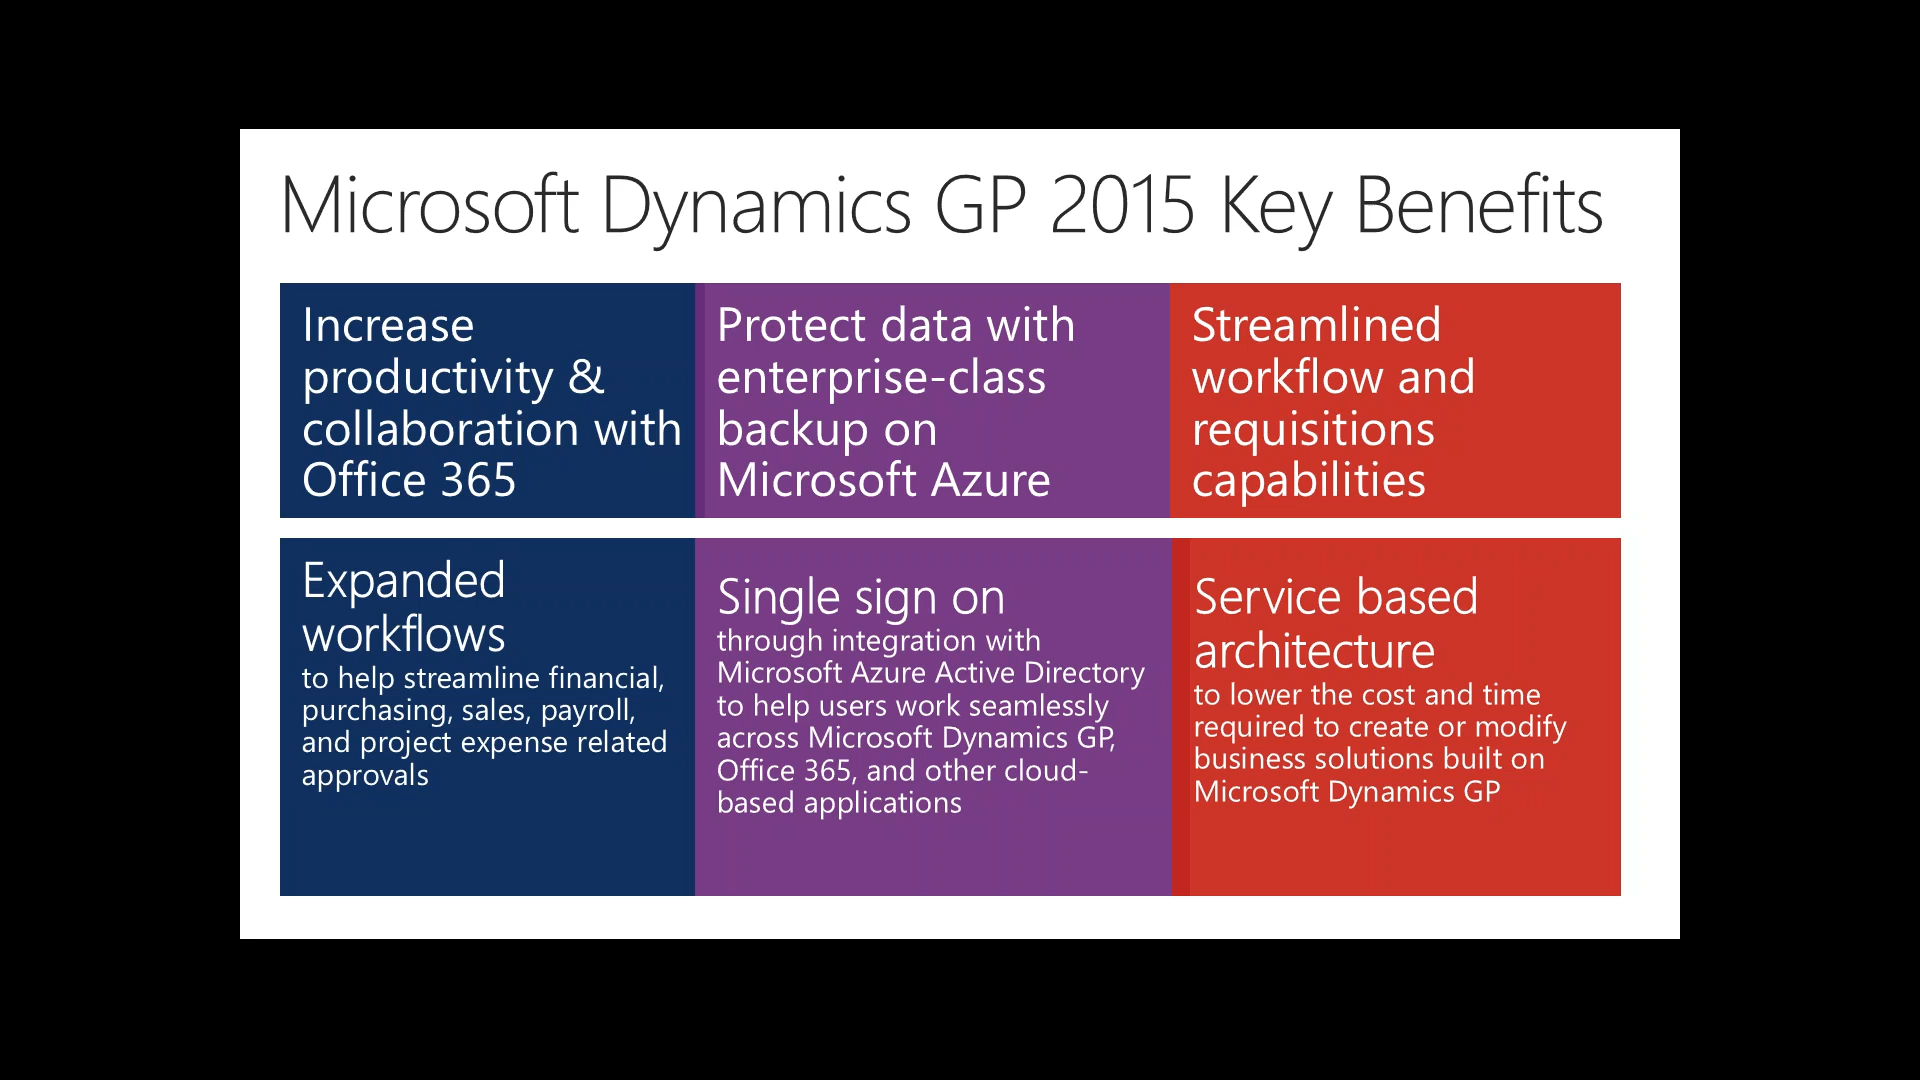 Microsoft Dynamics GP 2015 Key Benefits
Increase
productivity &
collaboration with
Office 365
Protect data with
enterprise-class
backup on
Microsoft Azure
Streamlined
workflow and
requisitions
capabilities
Expanded
workflows
to help streamline financial,
purchasing, sales, payroll,
and project expense related
approvals
Single sign on
through integration with
Microsoft Azure Active Directory
to help users work seamlessly
across Microsoft Dynamics GP,
Office 365, and other cloud-
based applications
Service based
architecture
to lower the cost and time
required to create or modify
business solutions built on
Microsoft Dynamics GP